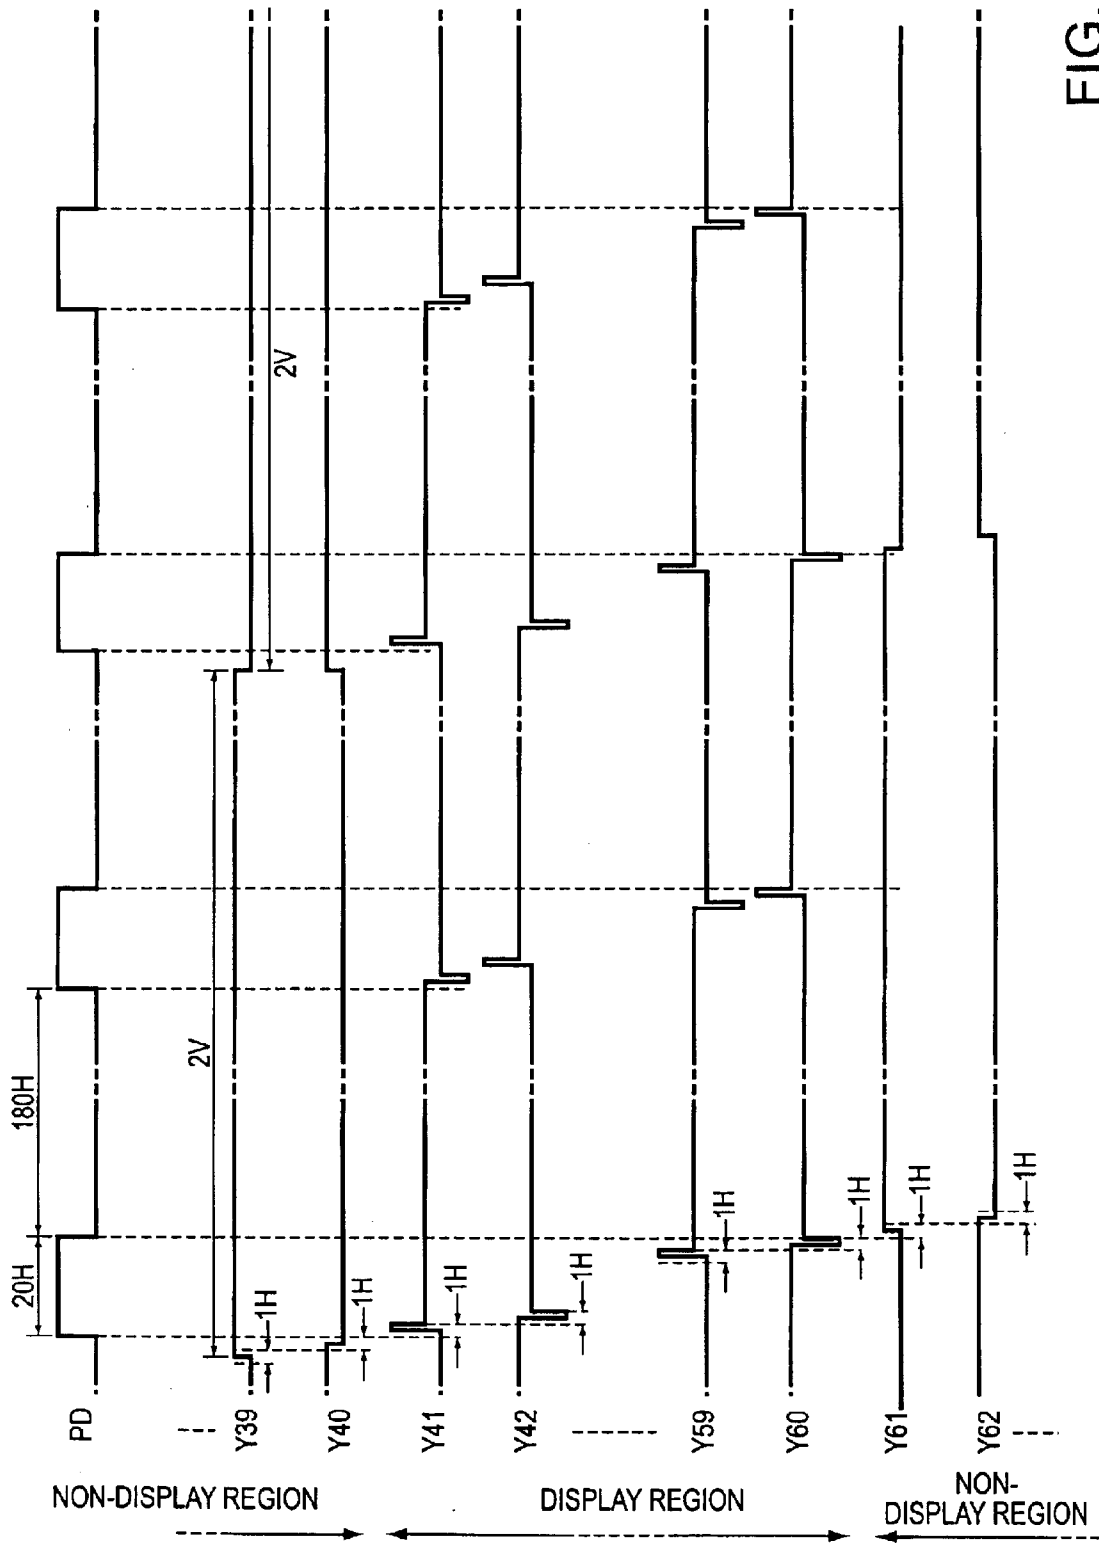 20H
180H
PD
NON-DISPLAY REGION
Y39
1H
2V
2V
Y40
1H
DISPLAY REGION
Y41
1H
Y42
1H
Y59
1H
Y60
1H
NON-
DISPLAY REGION
Y61
1H
Y62
1H
FIG.